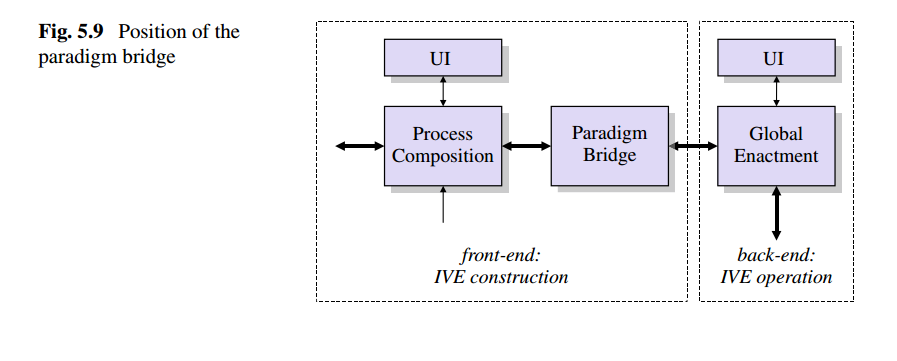 Fig. 5.9 Position of the
paradigm bridge
UI
UI
Process
Composition
Paradigm
Bridge
Global
Enactment
front-end:
IVE construction
back-end:
IVE operation